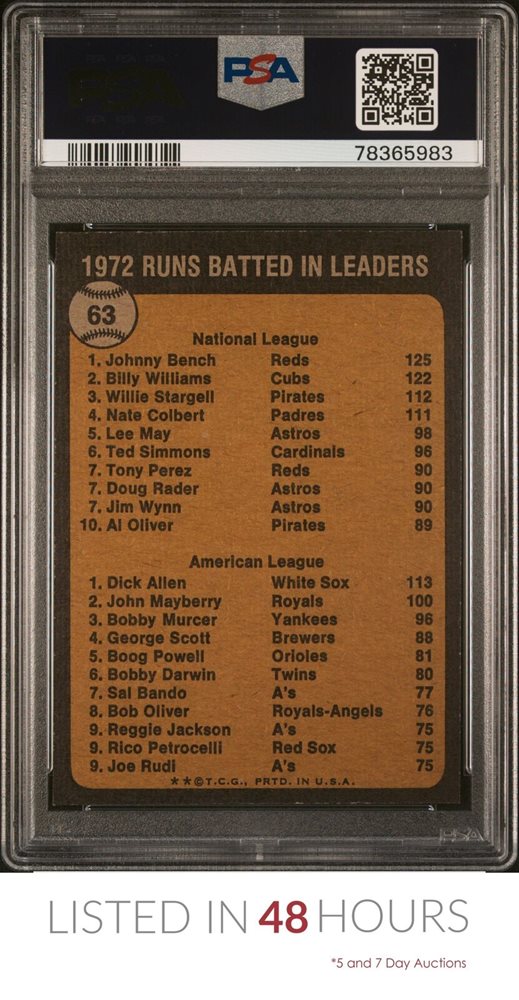 PSA
78365983
1972 RUNS BATTED IN LEADERS
63
National League
1. Johnny Bench Reds 125
2. Billy Williams Cubs 122
3. Willie Stargell Pirates 112
4. Nate Colbert Padres 111
5. Lee May Astros 98
6. Ted Simmons Cardinals 96
7. Tony Perez Reds 90
7. Doug Rader Astros 90
7. Jim Wynn Astros 90
10. Al Oliver Pirates 89
American League
1. Dick Allen White Sox 113
2. John Mayberry Royals 100
3. Bobby Murcer Yankees 96
4. George Scott Brewers 88
5. Boog Powell Orioles 81
6. Bobby Darwin Twins 80
7. Sal Bando A's 77
8. Bob Oliver Royals-Angels 76
9. Reggie Jackson A's 75
9. Rico Petrocelli Red Sox 75
9. Joe Rudi A's 75
★★©T.C.G., PRTD. IN U.S.A.
PSA
LISTED IN 48 HOURS
*5 and 7 Day Auctions